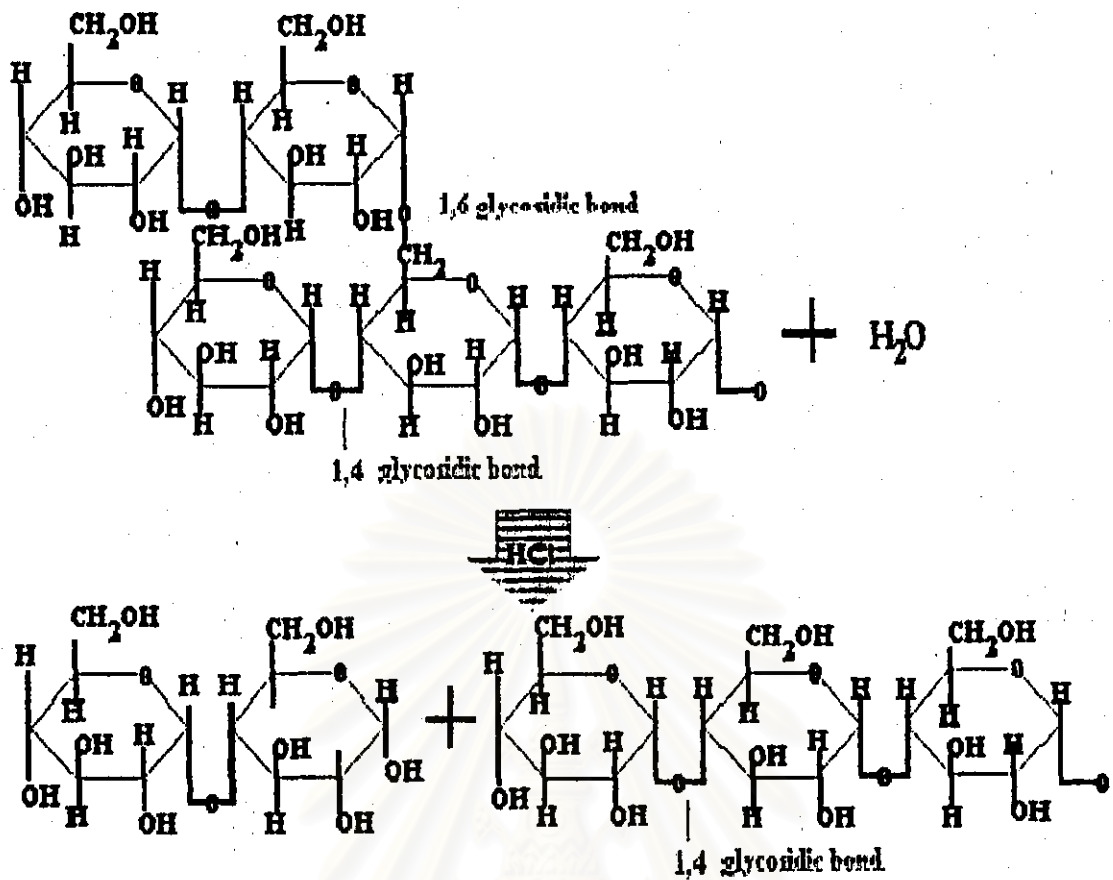 CH2OH CH2OH
H O H H O H
H H
OH H OH H
OH H OH O H OH O 1,6 glycosidic bond
H CH2OH CH2 CH2OH
H O H H O H H O H
H H H + H2O
OH H OH H OH H
OH H OH O H OH O H OH O
1,4 glycosidic bond
HCl
CH2OH CH2OH CH2OH CH2OH CH2OH
H O H H O H H O H H O H H O H
H + H H H
OH H OH OH OH H OH H OH H
OH H OH O H OH OH H OH O H OH O H OH O
1,4 glycosidic bond